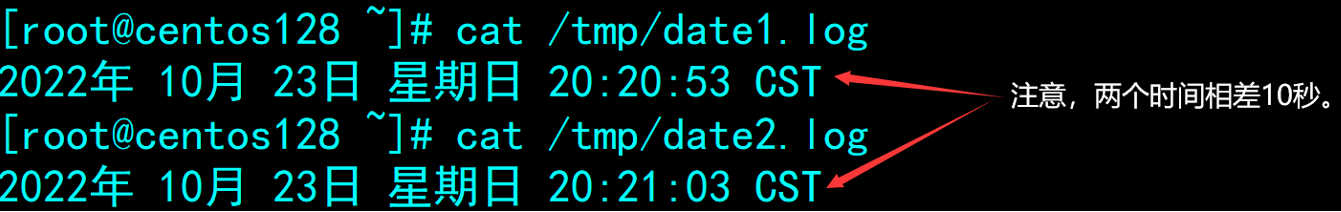 [root@centos128 ~]# cat /tmp/date1.log
2022年 10月 23日 星期日 20:20:53 CST
注意，两个时间相差10秒。
[root@centos128 ~]# cat /tmp/date2.log
2022年 10月 23日 星期日 20:21:03 CST